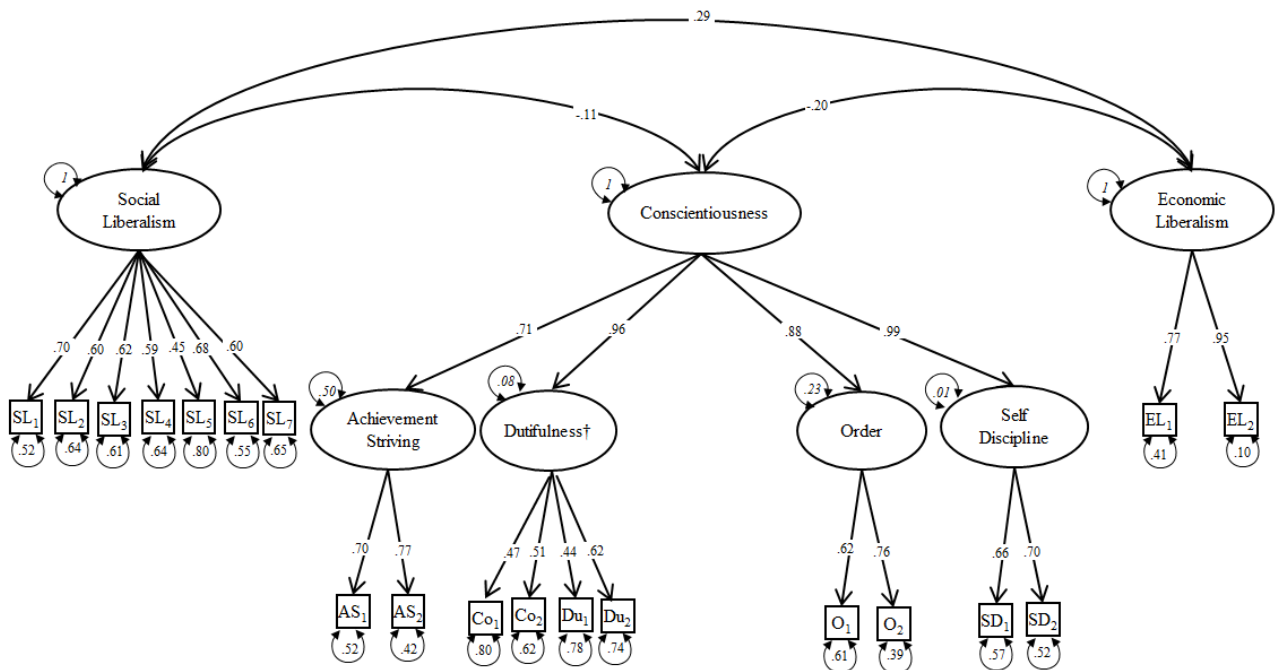 .29
-.11
-.20
1
Social
Liberalism
1
Conscientiousness
1
Economic
Liberalism
.70
.60
.62
.59
.45
.68
.60
.71
.96
.88
.99
.77
.95
SL1
SL2
SL3
SL4
SL5
SL6
SL7
.52
.64
.61
.64
.80
.55
.65
.50
Achievement
Striving
.08
Dutifulness†
.23
Order
.01
Self
Discipline
EL1
EL2
.41
.10
.70
.77
.47
.51
.44
.62
.62
.76
.66
.70
AS1
AS2
Co1
Co2
Du1
Du2
O1
O2
SD1
SD2
.52
.42
.80
.62
.78
.74
.61
.39
.57
.52